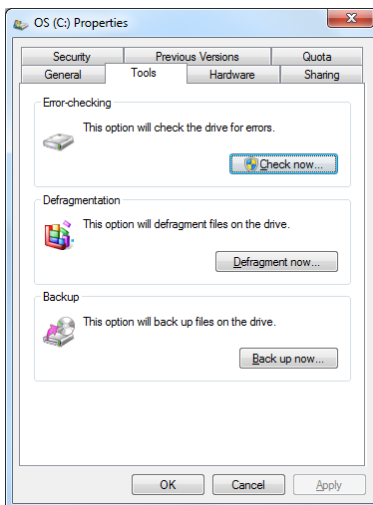 OS (C:) Properties
Security Previous Versions Quota
General Tools Hardware Sharing
Error-checking
This option will check the drive for errors.
Check now...
Defragmentation
This option will defragment files on the drive.
Defragment now...
Backup
This option will back up files on the drive.
Back up now...
OK Cancel Apply